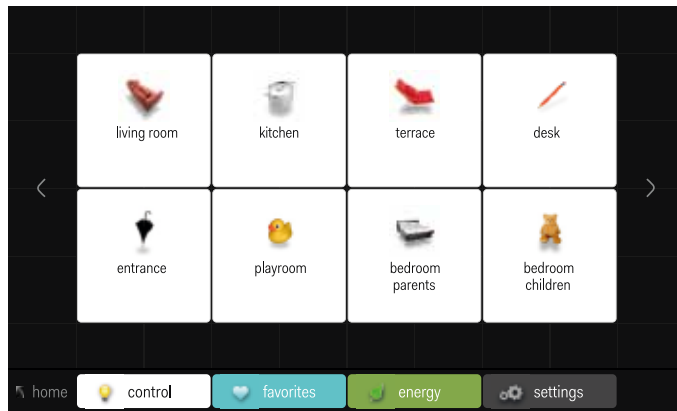 living room
kitchen
terrace
desk
entrance
playroom
bedroom
parents
bedroom
children
home
control
favorites
energy
settings